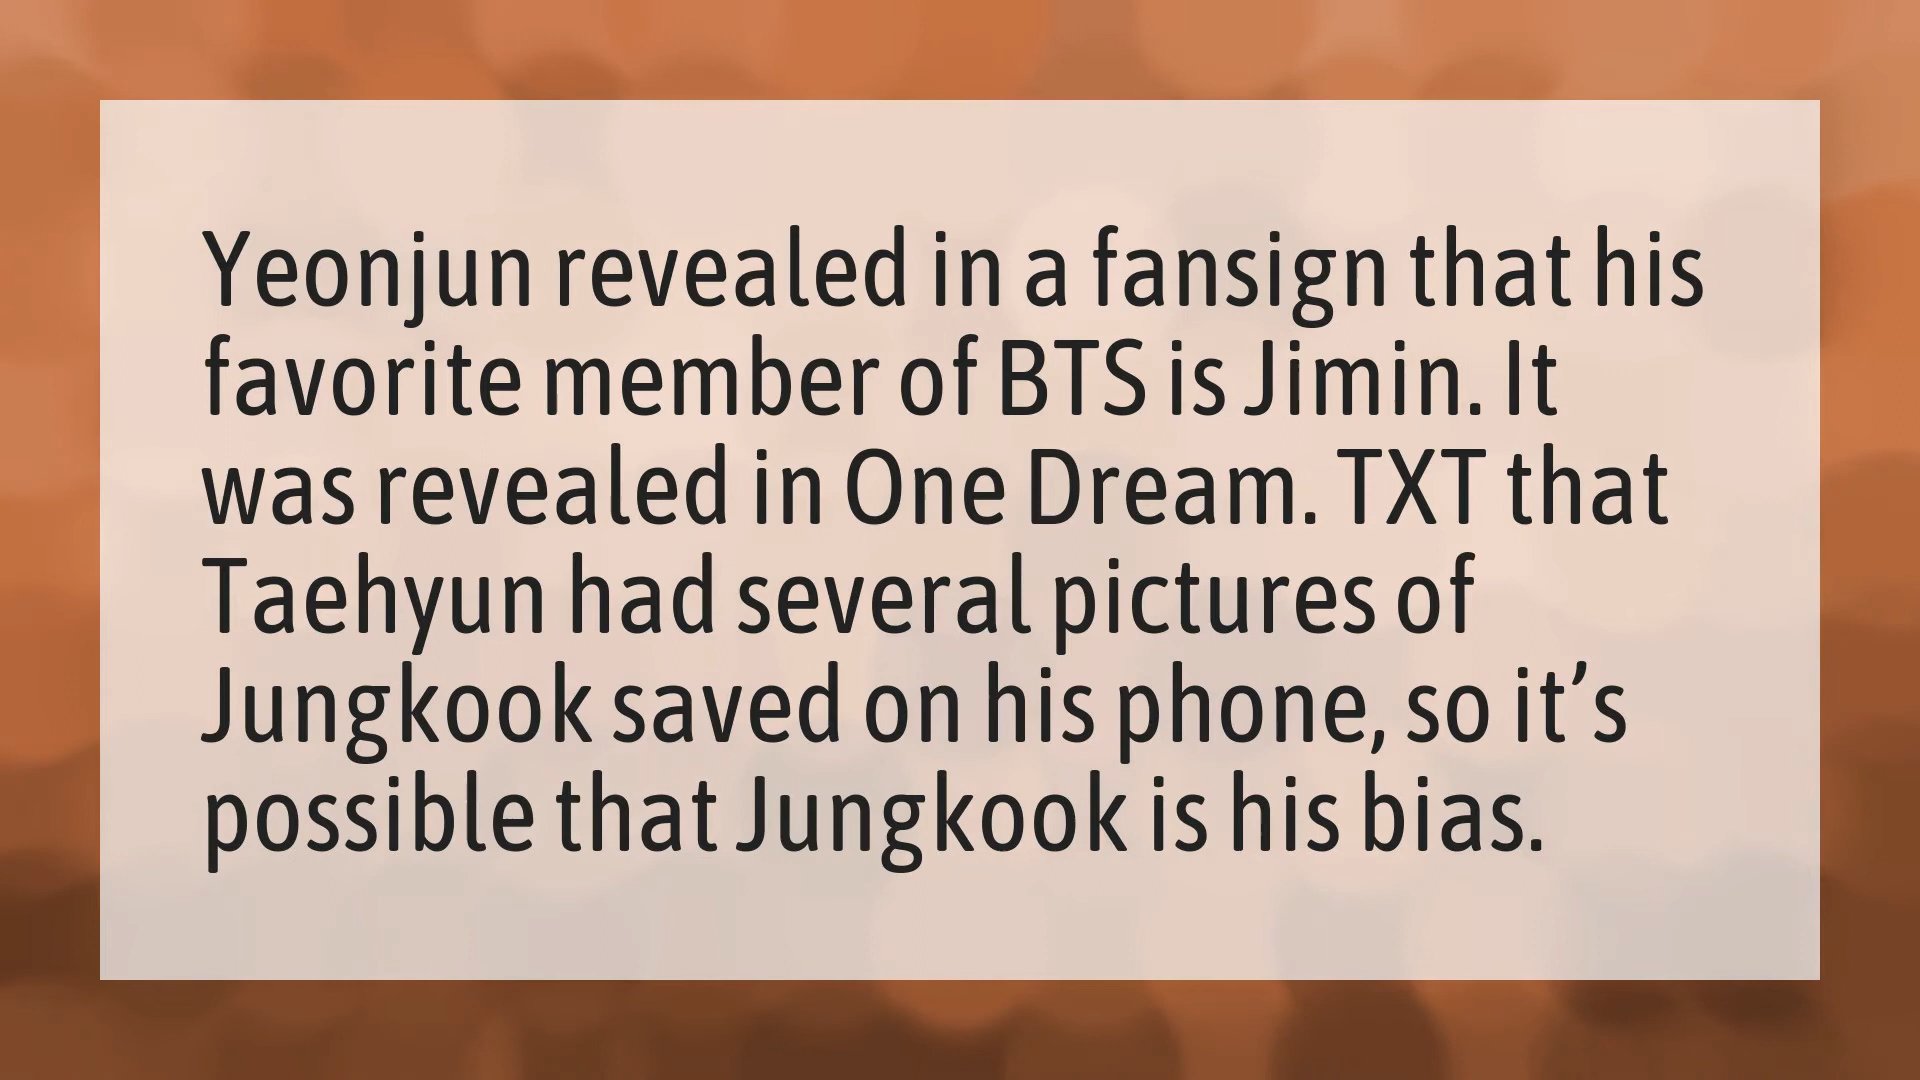 Yeonjun revealed in a fansign that his
favorite member of BTS is Jimin. It
was revealed in One Dream. TXT that
Taehyun had several pictures of
Jungkook saved on his phone, so it’s
possible that Jungkook is his bias.